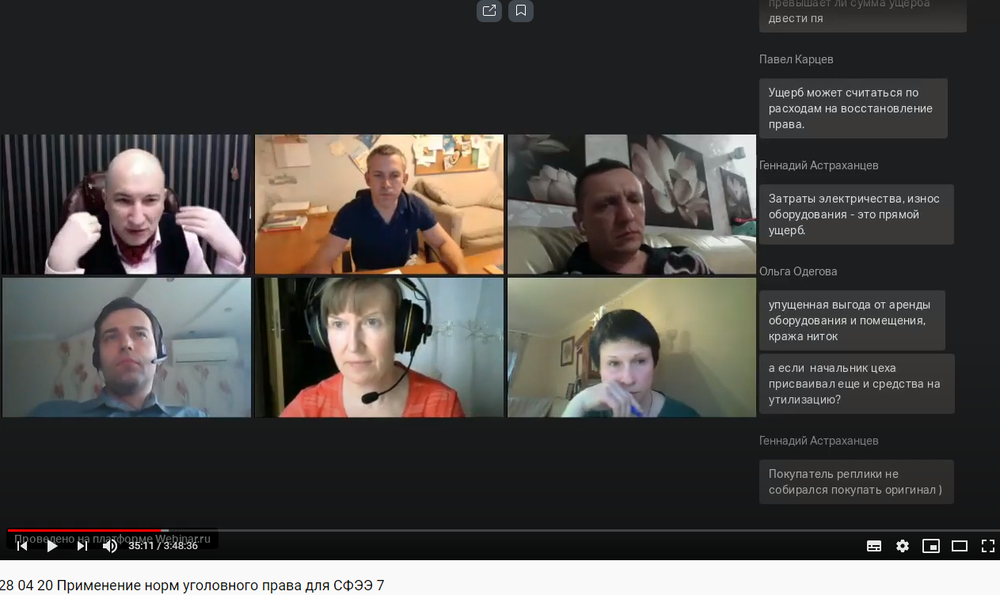 превышает ли сумма ущерба
двести пя
Павел Карцев
Ущерб может считаться по
расходам на восстановление
права.
Геннадий Астраханцев
Затраты электричества, износ
оборудования - это прямой
ущерб.
Ольга Одегова
упущенная выгода от аренды
оборудования и помещения,
кража ниток
а если начальник цеха
присваивал еще и средства на
утилизацию?
Геннадий Астраханцев
Покупатель реплики не
собирался покупать оригинал )
Проведено на платформе Webinar.ru
35:11 / 3:48:36
28 04 20 Применение норм уголовного права для СФЭЭ 7